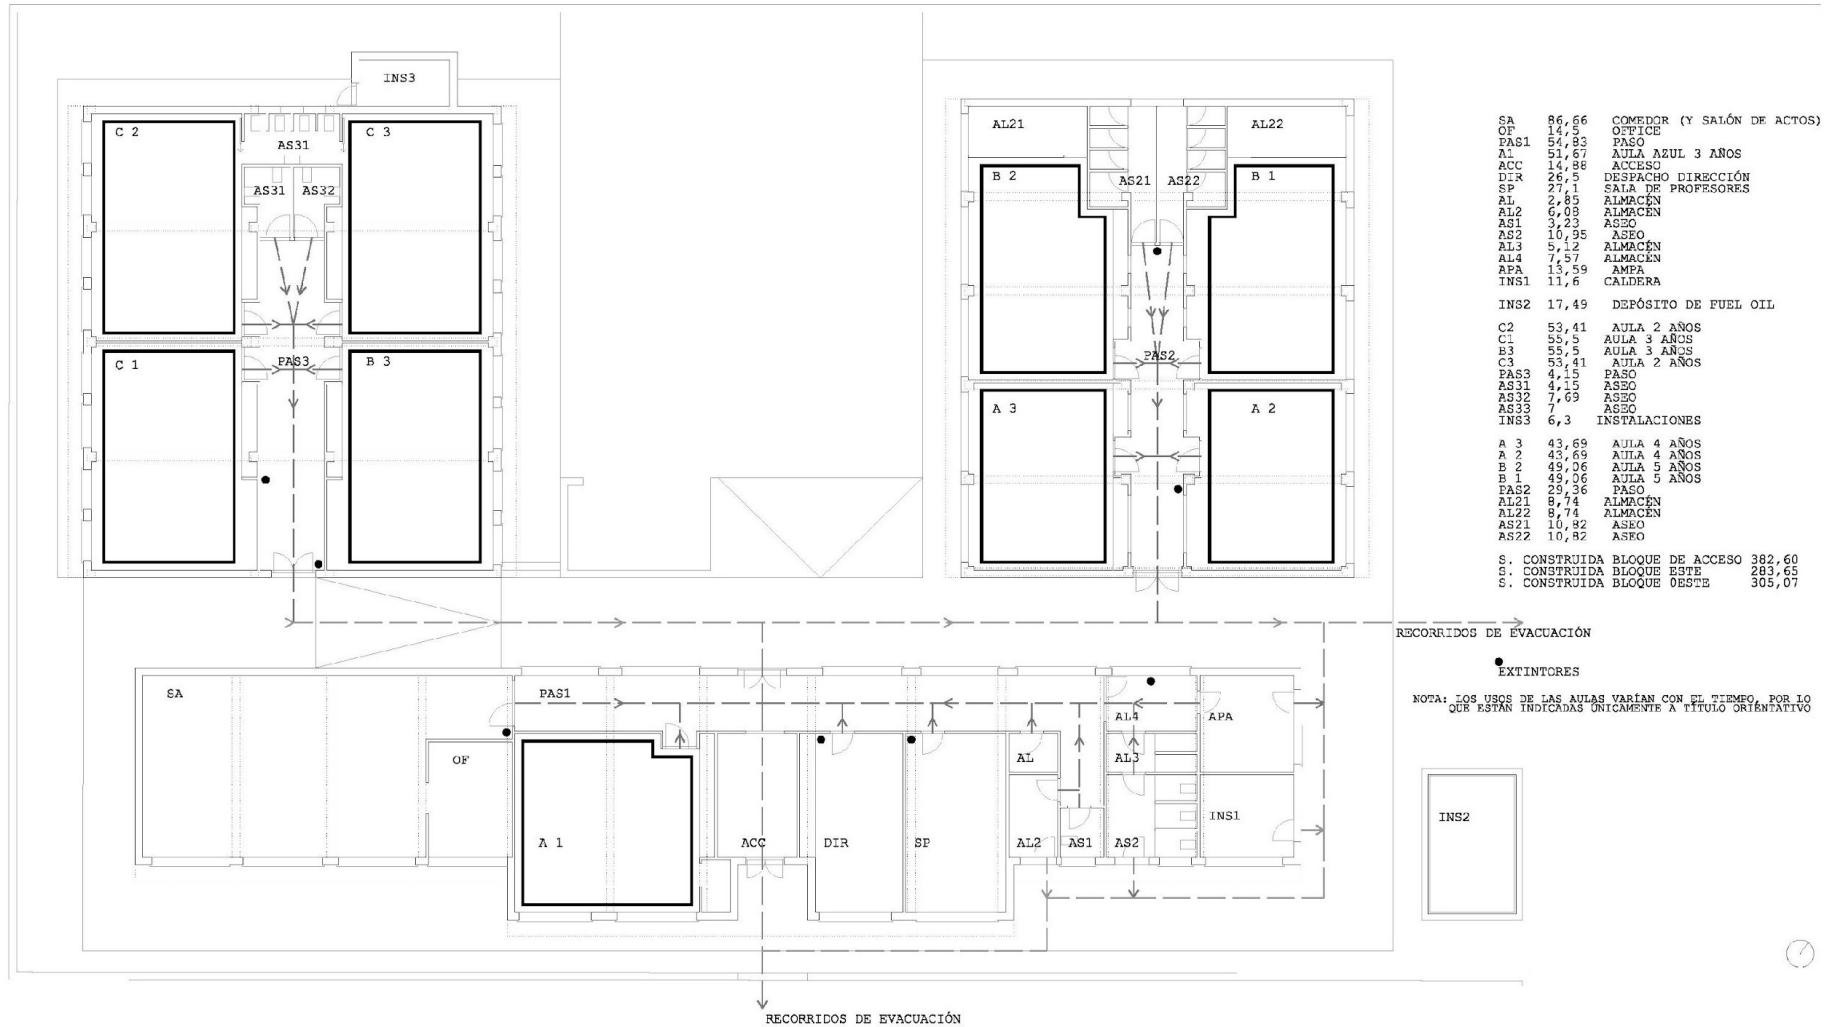 INS3
C 2
C 3
AS31
AS31
AS32
C 1
PAS3
B 3
AL21
AL22
B 2
AS21
AS22
B 1
PAS2
A 3
A 2
SA 86,66 COMEDOR (Y SALÓN DE ACTOS)
OF 14,5 OFFICE
PAS1 54,83 PASO
A1 51,67 AULA AZUL 3 AÑOS
ACC 14,88 ACCESO
DIR 26,5 DESPACHO DIRECCIÓN
SP 27,1 SALA DE PROFESORES
AL 2,85 ALMACÉN
AL2 6,08 ALMACÉN
AS1 3,23 ASEO
AS2 10,95 ASEO
AL3 5,12 ALMACÉN
AL4 7,57 ALMACÉN
APA 13,59 AMPA
INS1 11,6 CALDERA
INS2 17,49 DEPÓSITO DE FUEL OIL
C2 53,41 AULA 2 AÑOS
C1 55,5 AULA 3 AÑOS
B3 55,5 AULA 3 AÑOS
C3 53,41 AULA 2 AÑOS
PAS3 4,15 PASO
AS31 4,15 ASEO
AS32 7,69 ASEO
AS33 7 ASEO
INS3 6,3 INSTALACIONES
A 3 43,69 AULA 4 AÑOS
A 2 43,69 AULA 4 AÑOS
B 2 49,06 AULA 5 AÑOS
B 1 49,06 AULA 5 AÑOS
PAS2 29,36 PASO
AL21 8,74 ALMACÉN
AL22 8,74 ALMACÉN
AS21 10,82 ASEO
AS22 10,82 ASEO
S. CONSTRUIDA BLOQUE DE ACCESO 382,60
S. CONSTRUIDA BLOQUE ESTE 283,65
S. CONSTRUIDA BLOQUE 0ESTE 305,07
RECORRIDOS DE EVACUACIÓN
EXTINTORES
NOTA: LOS USOS DE LAS AULAS VARÍAN CON EL TIEMPO, POR LO
QUE ESTÁN INDICADAS ÚNICAMENTE A TÍTULO ORIENTATIVO
SA
PAS1
AL4
APA
OF
AL
AL3
A 1
ACC
DIR
SP
AL2
AS1
AS2
INS1
INS2
RECORRIDOS DE EVACUACIÓN